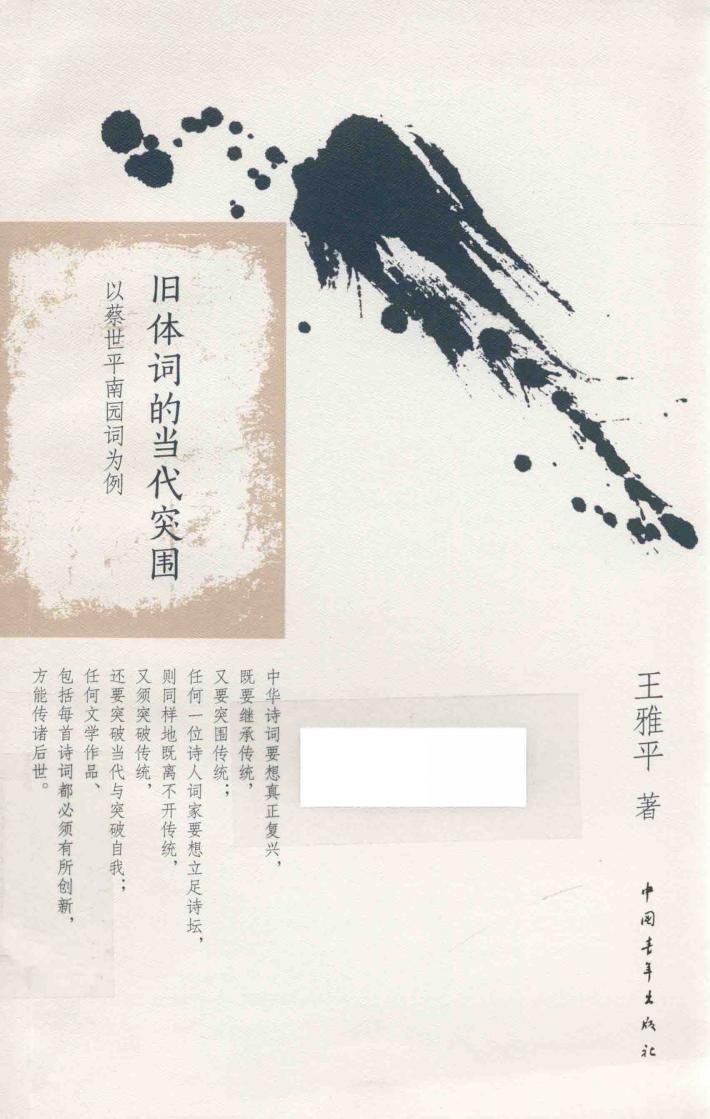 旧体词的当代突围
以蔡世平南园词为例
中华诗词要想真正复兴，
既要继承传统，
又要突围传统；
任何一位诗人词家要想立足诗坛，
则同样地既离不开传统，
又须突破传统，
还要突破当代与突破自我；
任何文学作品、
包括每首诗词都必须有所创新，
方能传诸后世。
王雅平 著
中国青年出版社